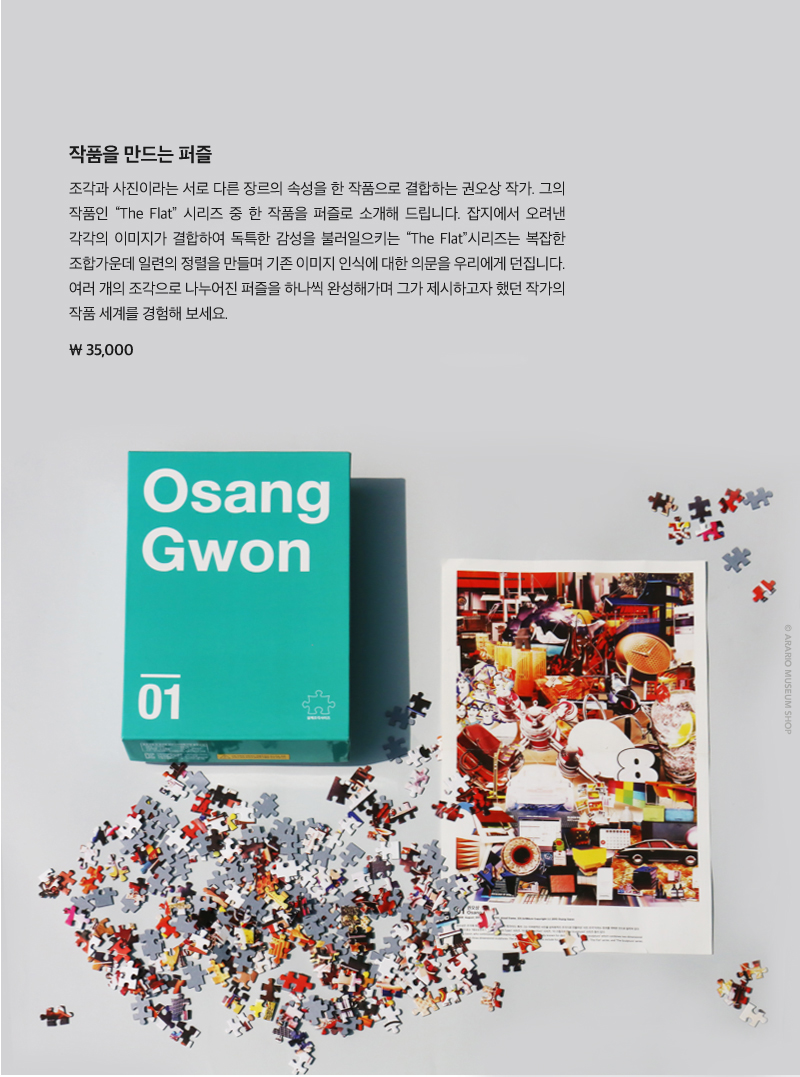 작품을 만드는 퍼즐
조각과 사진이라는 서로 다른 장르의 속성을 한 작품으로 결합하는 권오상 작가. 그의
작품인 “The Flat” 시리즈 중 한 작품을 퍼즐로 소개해 드립니다. 잡지에서 오려낸
각각의 이미지가 결합하여 독특한 감성을 불러일으키는 “The Flat”시리즈는 복잡한
조합가운데 일련의 정렬을 만들며 기존 이미지 인식에 대한 의문을 우리에게 던집니다.
여러 개의 조각으로 나누어진 퍼즐을 하나씩 완성해가며 그가 제시하고자 했던 작가의
작품 세계를 경험해 보세요.
₩ 35,000
Osang
Gwon
01
8
© ARARIO MUSEUM SHOP